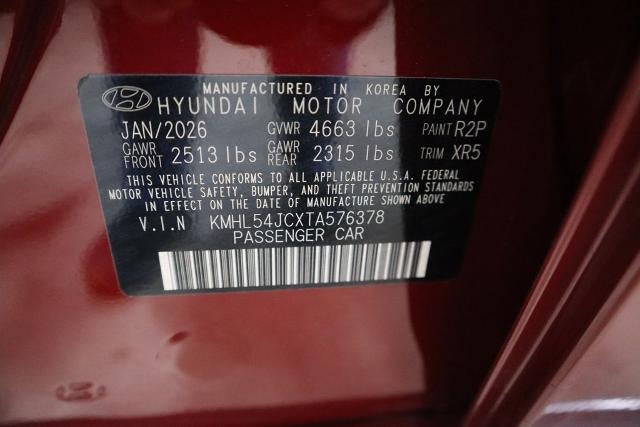 MANUFACTURED IN KOREA BY
HYUNDAI MOTOR COMPANY
JAN/2026 GVWR 4663 lbs PAINT R2P
GAWR FRONT 2513 lbs GAWR REAR 2315 lbs TRIM XR5
THIS VEHICLE CONFORMS TO ALL APPLICABLE U.S.A. FEDERAL
MOTOR VEHICLE SAFETY, BUMPER, AND THEFT PREVENTION STANDARDS
IN EFFECT ON THE DATE OF MANUFACTURE SHOWN ABOVE
V.I.N KMHL54JCXTA576378
PASSENGER CAR